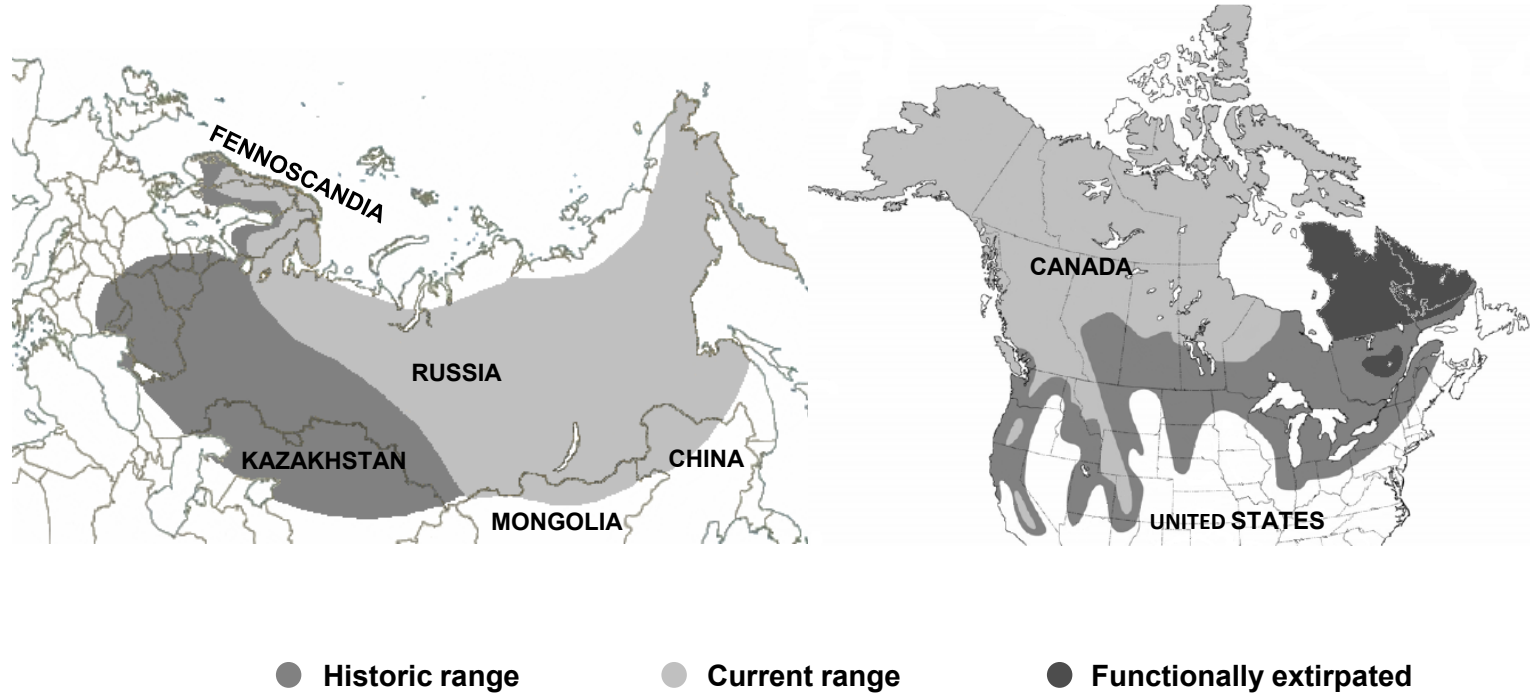 FENNOSCANDIA
RUSSIA
KAZAKHSTAN
CHINA
MONGOLIA
CANADA
UNITED STATES
Historic range
Current range
Functionally extirpated